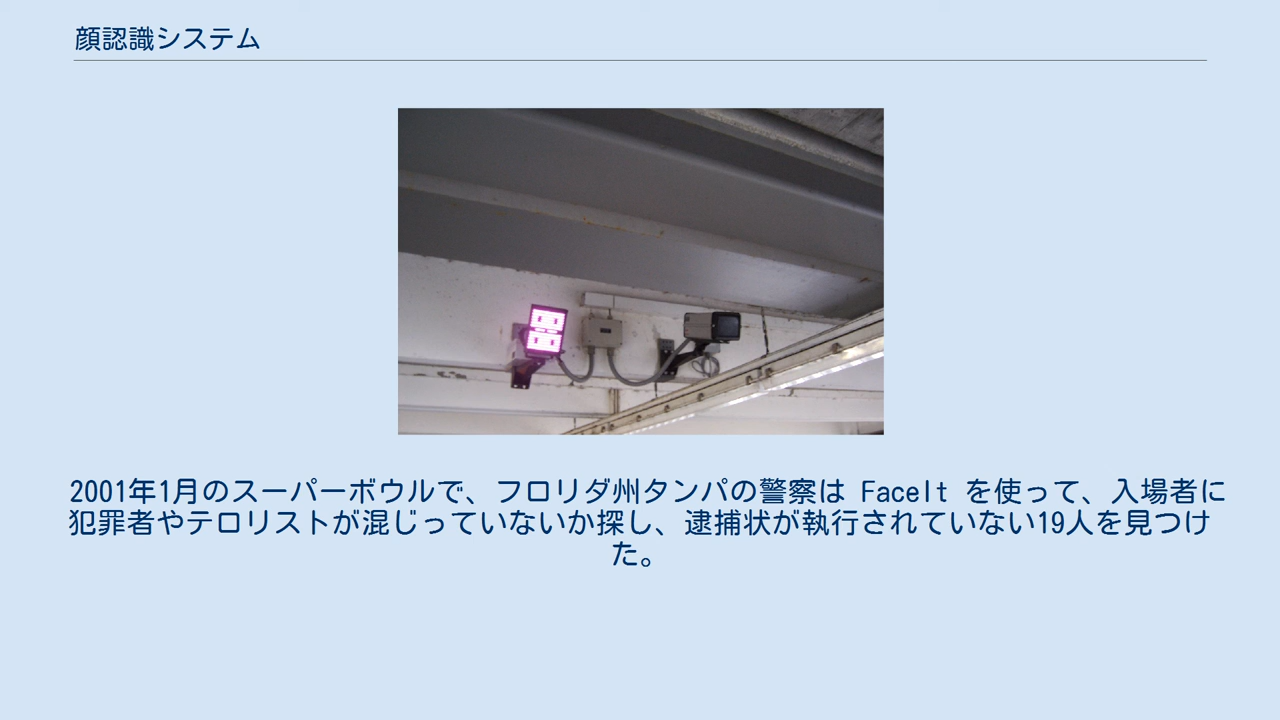 顔認識システム
2001年1月のスーパーボウルで、フロリダ州タンパの警察は FaceIt を使って、入場者に
犯罪者やテロリストが混じっていないか探し、逮捕状が執行されていない19人を見つけ
た。